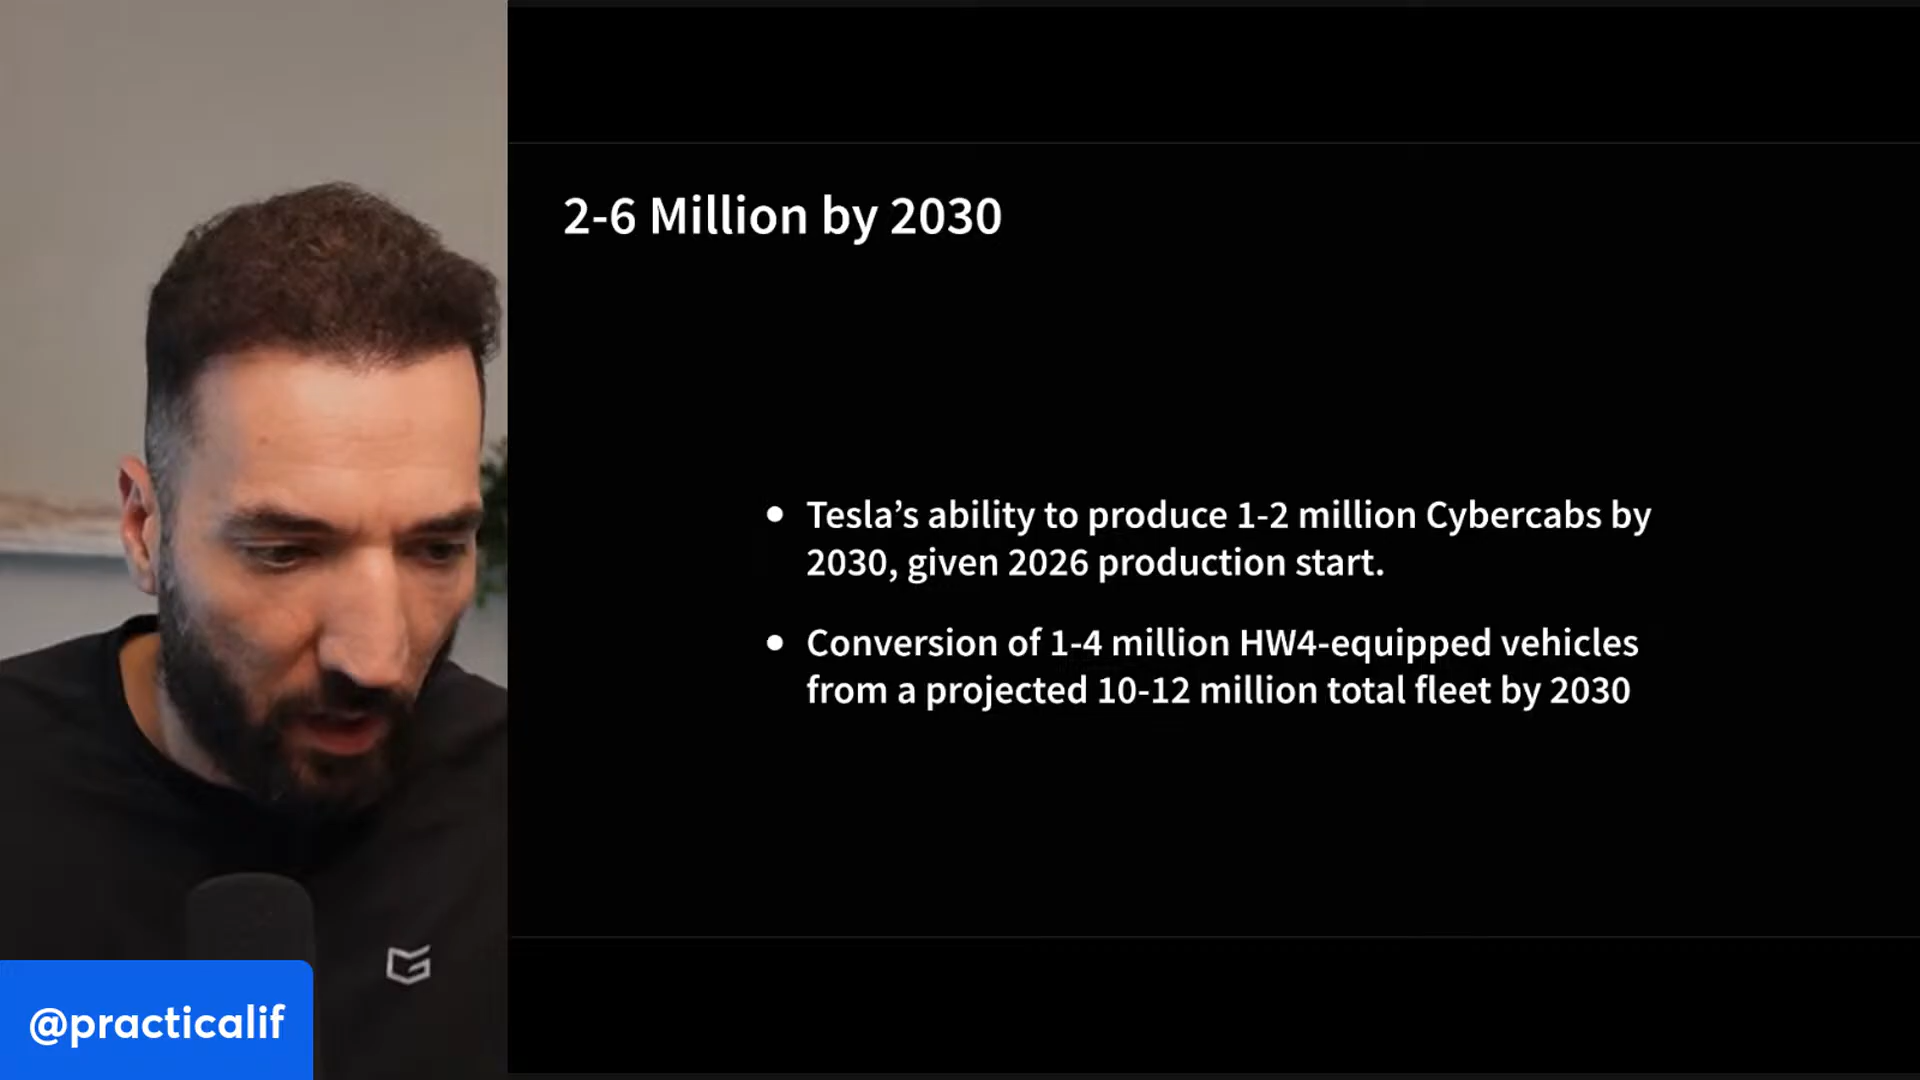 2-6 Million by 2030
• Tesla’s ability to produce 1-2 million Cybercabs by
2030, given 2026 production start.
• Conversion of 1-4 million HW4-equipped vehicles
from a projected 10-12 million total fleet by 2030
@practicalif